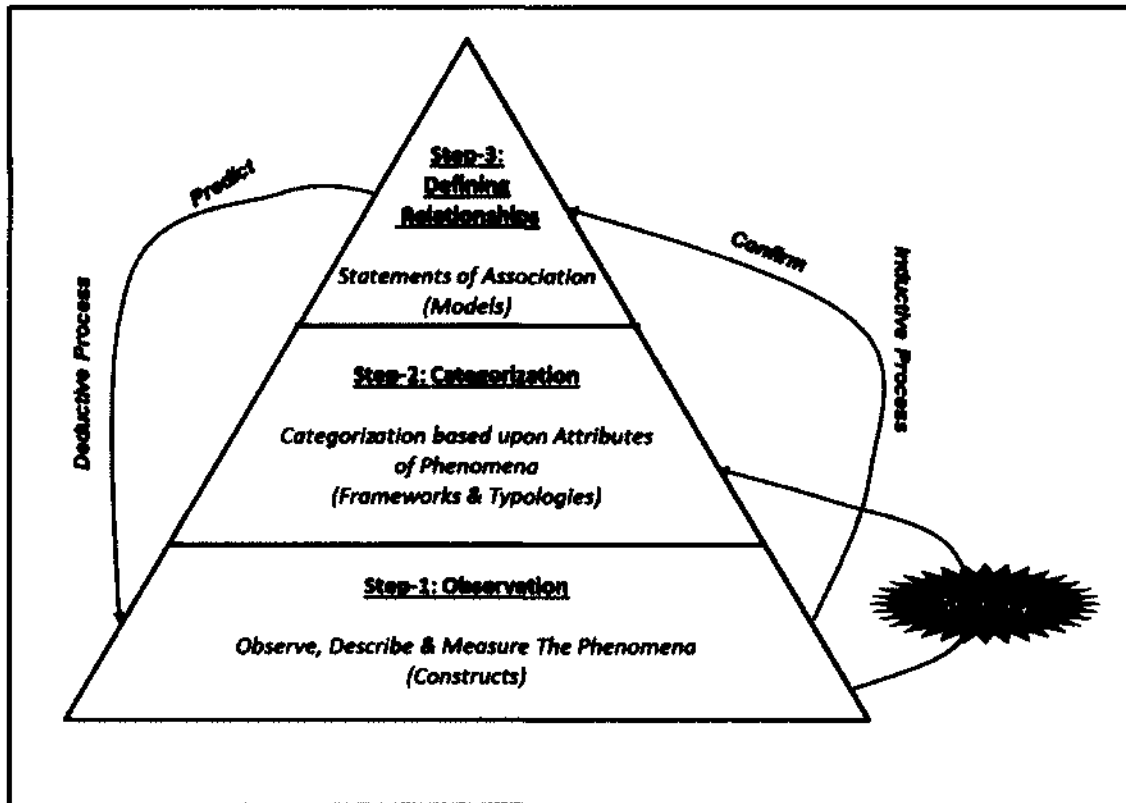 Step-3:
Defining
Relationships
Statements of Association
(Models)
Step-2: Categorization
Categorization based upon Attributes
of Phenomena
(Frameworks & Typologies)
Step-1: Observation
Observe, Describe & Measure The Phenomena
(Constructs)
Predict
Deductive Process
Confirm
Inductive Process